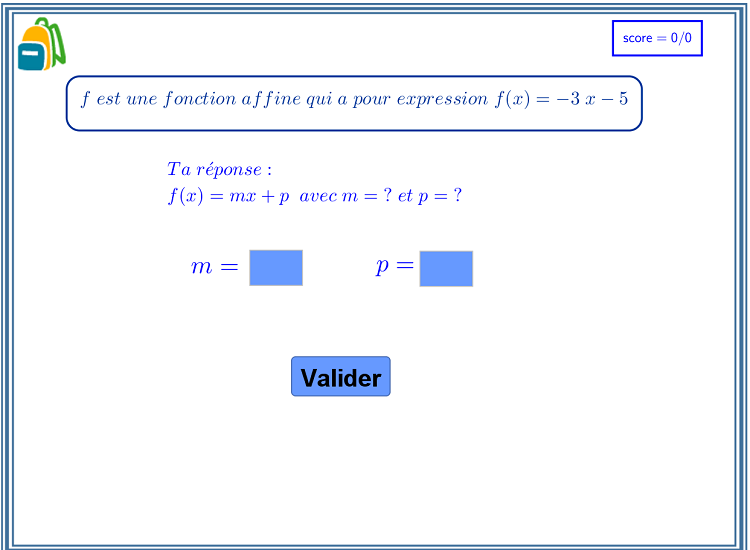 score = 0/0
f est une fonction affine qui a pour expression f(x) = −3 x − 5
Ta réponse :
f(x) = mx + p avec m = ? et p = ?
m = p =
Valider